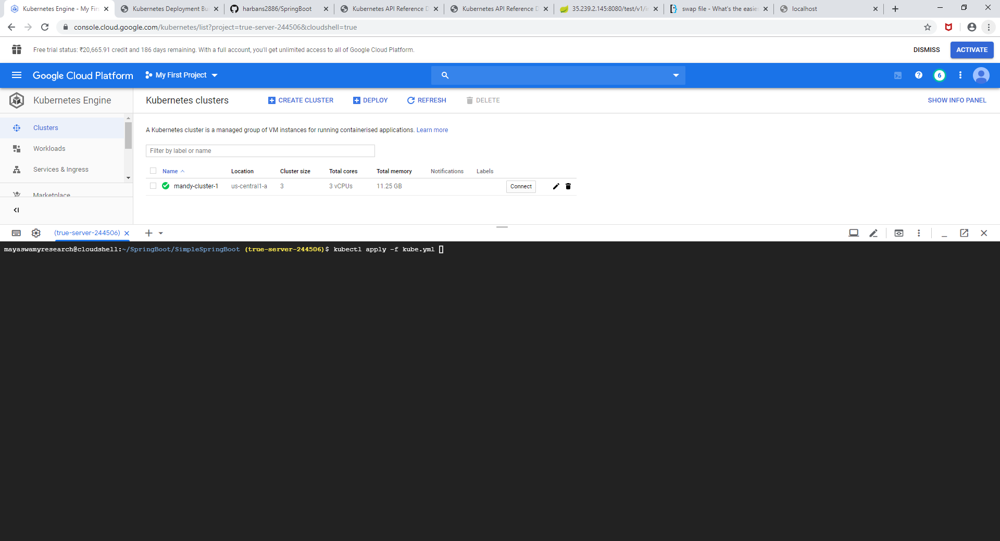 Kubernetes Engine - My Fir
Kubernetes Deployment Bu
harbans2886/SpringBoot
Kubernetes API Reference D
Kubernetes API Reference D
35.239.2.145:8080/test/v1/ir
swap file - What's the easies
localhost
console.cloud.google.com/kubernetes/list?project=true-server-244506&cloudshell=true
Free trial status: ₹20,665.91 credit and 186 days remaining. With a full account, you'll get unlimited access to all of Google Cloud Platform.
DISMISS
ACTIVATE
Google Cloud Platform
My First Project
6
Kubernetes Engine
Kubernetes clusters
CREATE CLUSTER
DEPLOY
REFRESH
DELETE
SHOW INFO PANEL
Clusters
Workloads
Services & Ingress
Marketplace
A Kubernetes cluster is a managed group of VM instances for running containerised applications. Learn more
Filter by label or name
Name Location Cluster size Total cores Total memory Notifications Labels
mandy-cluster-1 us-central1-a 3 3 vCPUs 11.25 GB Connect
(true-server-244506)
mayaswamyresearch@cloudshell:~/SpringBoot/SimpleSpringBoot (true-server-244506)$ kubectl apply -f kube.yml